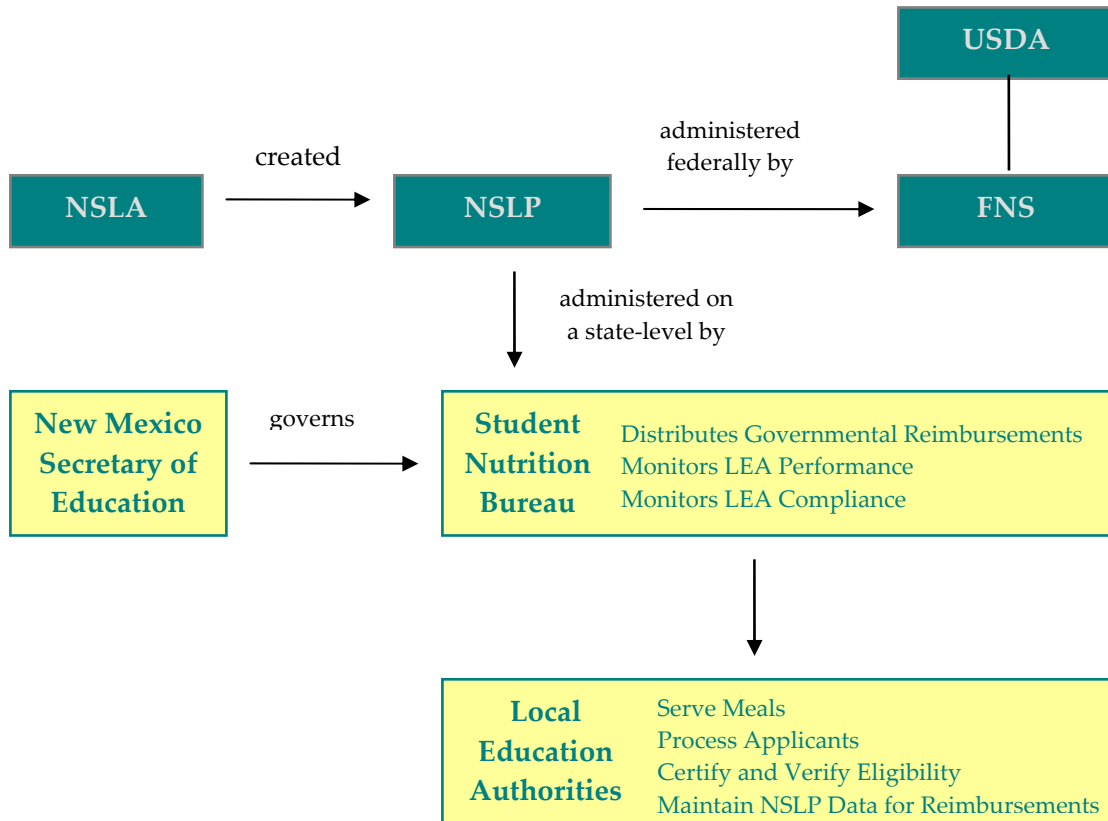 USDA
administered
federally by
created
NSLA
NSLP
FNS
administered on
a state-level by
New Mexico
Secretary of
Education
governs
Student
Nutrition
Bureau
Distributes Governmental Reimbursements
Monitors LEA Performance
Monitors LEA Compliance
Local
Education
Authorities
Serve Meals
Process Applicants
Certify and Verify Eligibility
Maintain NSLP Data for Reimbursements